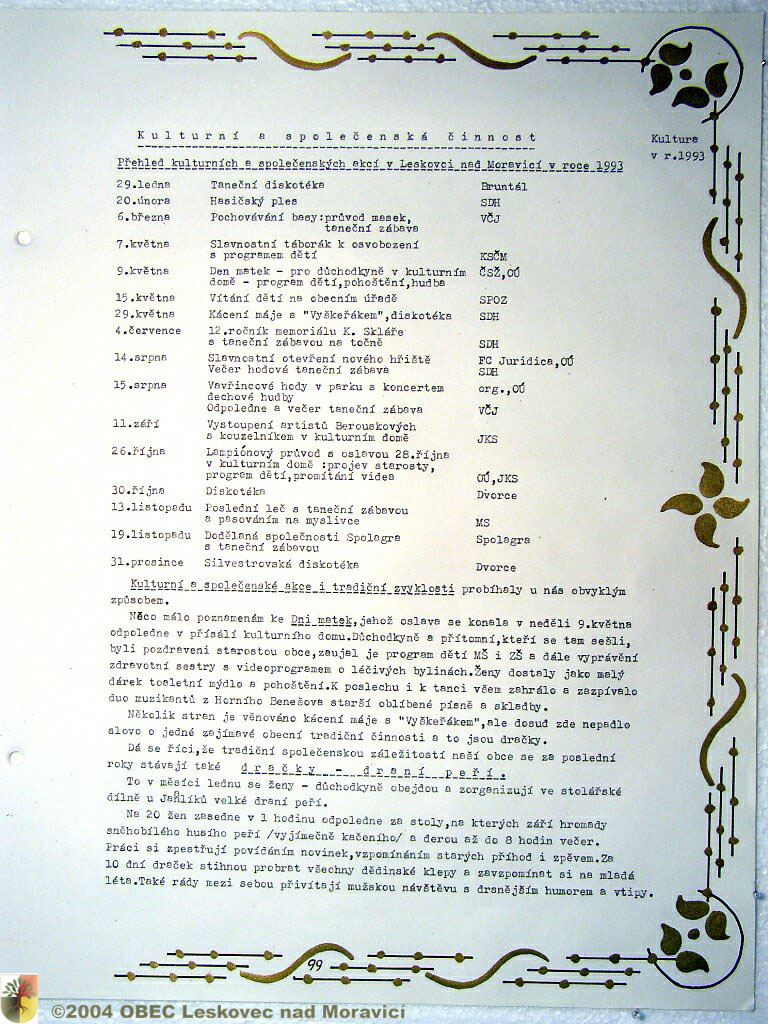 Kulturní a společenská činnost
Kultura
v r.1993
Přehled kulturních a společenských akcí v Leskovci nad Moravicí v roce 1993
29.ledna Taneční diskotéka Bruntál
20.února Hasičský ples SDH
6.března Pochovávání basy:průvod masek, VČJ
taneční zábava
7.května Slavnostní táborák k osvobození
s programem dětí KSČM
9.května Den matek - pro důchodkyně v kulturním ČSŽ,OÚ
domě - program dětí,pohoštění,hudba
15.května Vítání dětí na obecním úřadě SPOZ
29.května Kácení máje s "Vyškeřákem",diskotéka SDH
4.července 12.ročník memoriálu K. Skláře
s taneční zábavou na točně SDH
14.srpna Slavnostní otevření nového hřiště FC Juridica,OÚ
Večer hodová taneční zábava SDH
15.srpna Vavřincové hody v parku s koncertem org.,OÚ
dechové hudby
Odpoledne a večer taneční zábava VČJ
11.září Vystoupení artistů Berouskových
s kouzelníkem v kulturním domě JKS
26.října Lampiónový průvod s oslavou 28.října
v kulturním domě :projev starosty,
program dětí,promítání videa OÚ,JKS
30.října Diskotéka Dvorce
13.listopadu Poslední leč s taneční zábavou
a pasováním na myslivce MS
19.listopadu Dodělaná společnosti Spolagra Spolagra
s taneční zábavou
31.prosince Silvestrovská diskotéka Dvorce
Kulturní a společenské akce i tradiční zvyklosti probíhaly u nás obvyklým
způsobem.
Něco málo poznamenám ke Dni matek,jehož oslava se konala v neděli 9.května
odpoledne v přísálí kulturního domu.Důchodkyně a přítomní,kteří se tam sešli,
byli pozdraveni starostou obce,zaujal je program dětí MŠ i ZŠ a dále vyprávění
zdravotní sestry s videoprogramem o léčivých bylinách.Ženy dostaly jako malý
dárek toaletní mýdlo a pohoštění.K poslechu i k tanci všem zahrálo a zazpívalo
duo muzikantů z Horního Benešova starší oblíbené písně a skladby.
Několik stran je věnováno kácení máje s "Vyškeřákem",ale dosud zde nepadlo
slovo o jedné zajímavé obecní tradiční činnosti a to jsou dračky.
Dá se říci,že tradiční společenskou záležitostí naší obce se za poslední
roky stávají také dračky - draní peří.
To v měsíci lednu se ženy - důchodkyně obejdou a zorganizují ve stolářské
dílně u Janlíků velké draní peří.
Na 20 žen zasedne v 1 hodinu odpoledne za stoly,na kterých září hromady
sněhobílého husího peří /vyjímečně kačeního/ a derou až do 8 hodin večer.
Práci si zpestřují povídáním novinek,vzpomínáním starých příhod i zpěvem.Za
10 dní draček stihnou probrat všechny dědinské klepy a zavzpomínat si na mladá
léta.Také rády mezi sebou přivítají mužskou návštěvu s drsnějším humorem a vtipy.
99
©2004 OBEC Leskovec nad Moravicí